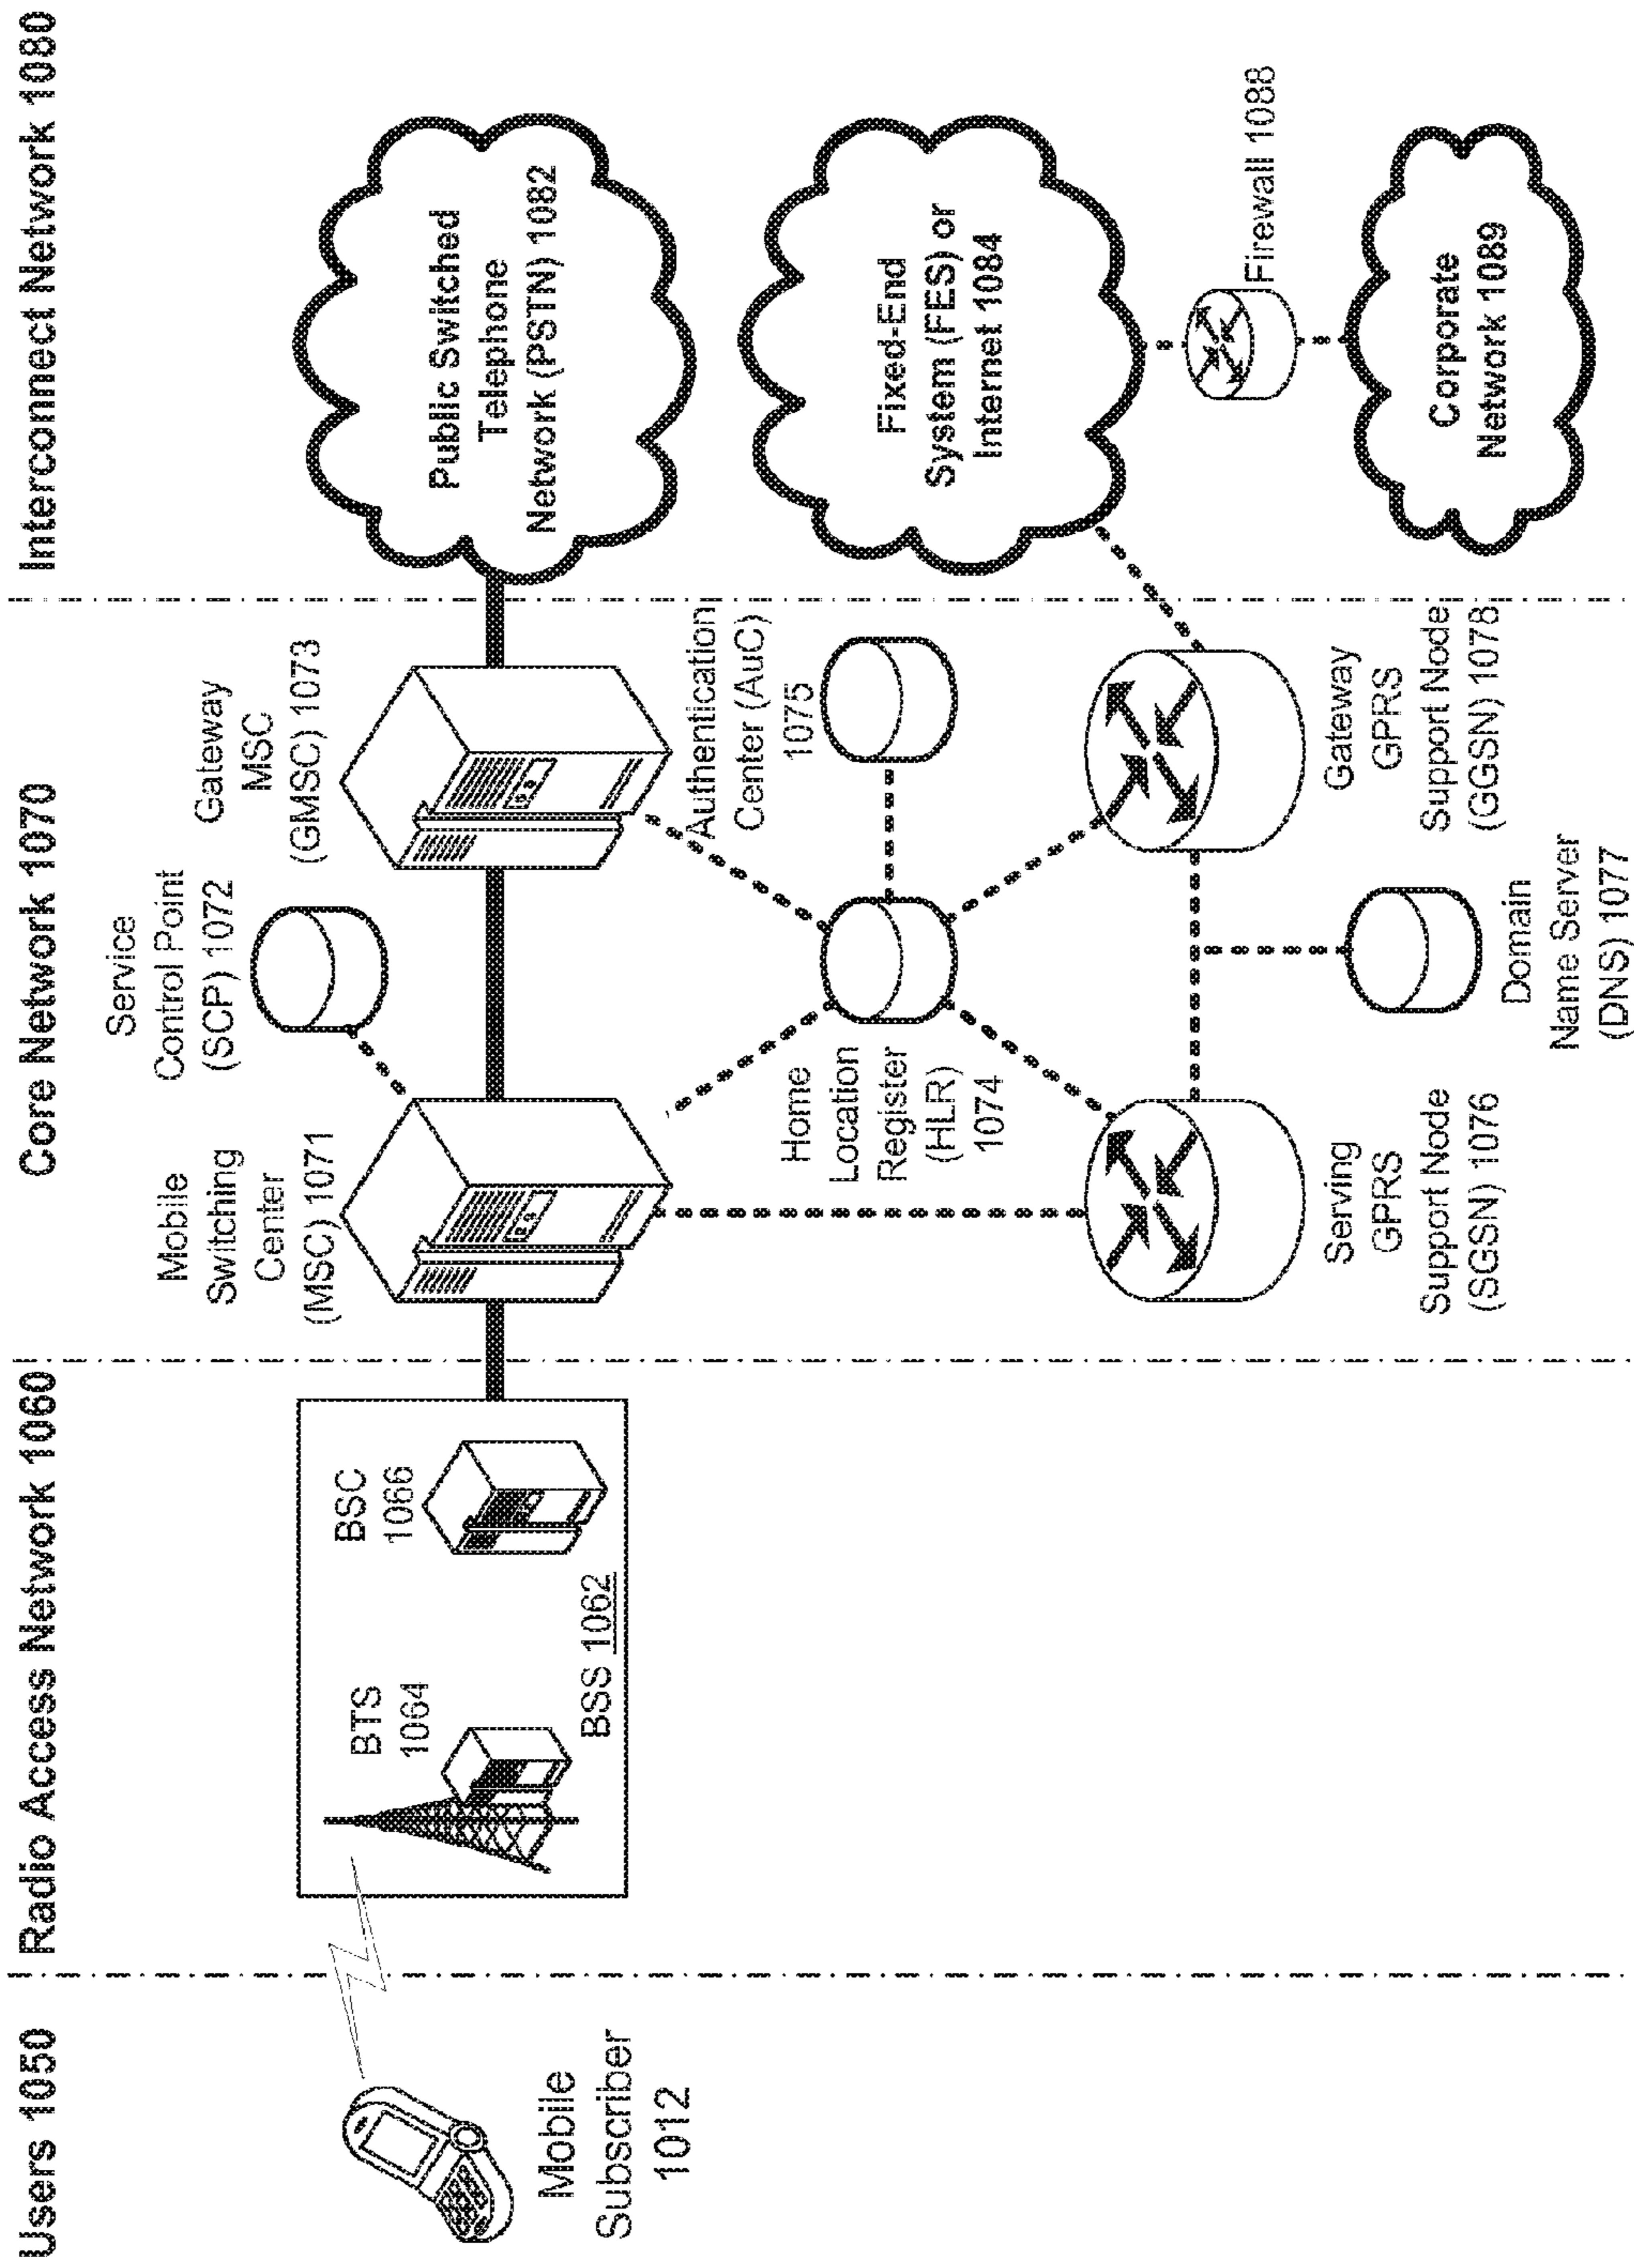 Users 1050
Radio Access Network 1060
Core Network 1070
Interconnect Network 1080
Mobile
Subscriber
1012
BTS
1064
BSC
1066
BSS 1062
Mobile
Switching
Center
(MSC) 1071
Service
Control Point
(SCP) 1072
Gateway
MSC
(GMSC) 1073
Home
Location
Register
(HLR)
1074
Authentication
Center (AuC)
1075
Serving
GPRS
Support Node
(SGSN) 1076
Domain
Name Server
(DNS) 1077
Gateway
GPRS
Support Node
(GGSN) 1078
Public Switched
Telephone
Network (PSTN) 1082
Fixed-End
System (FES) or
Internet 1084
Firewall 1088
Corporate
Network 1089